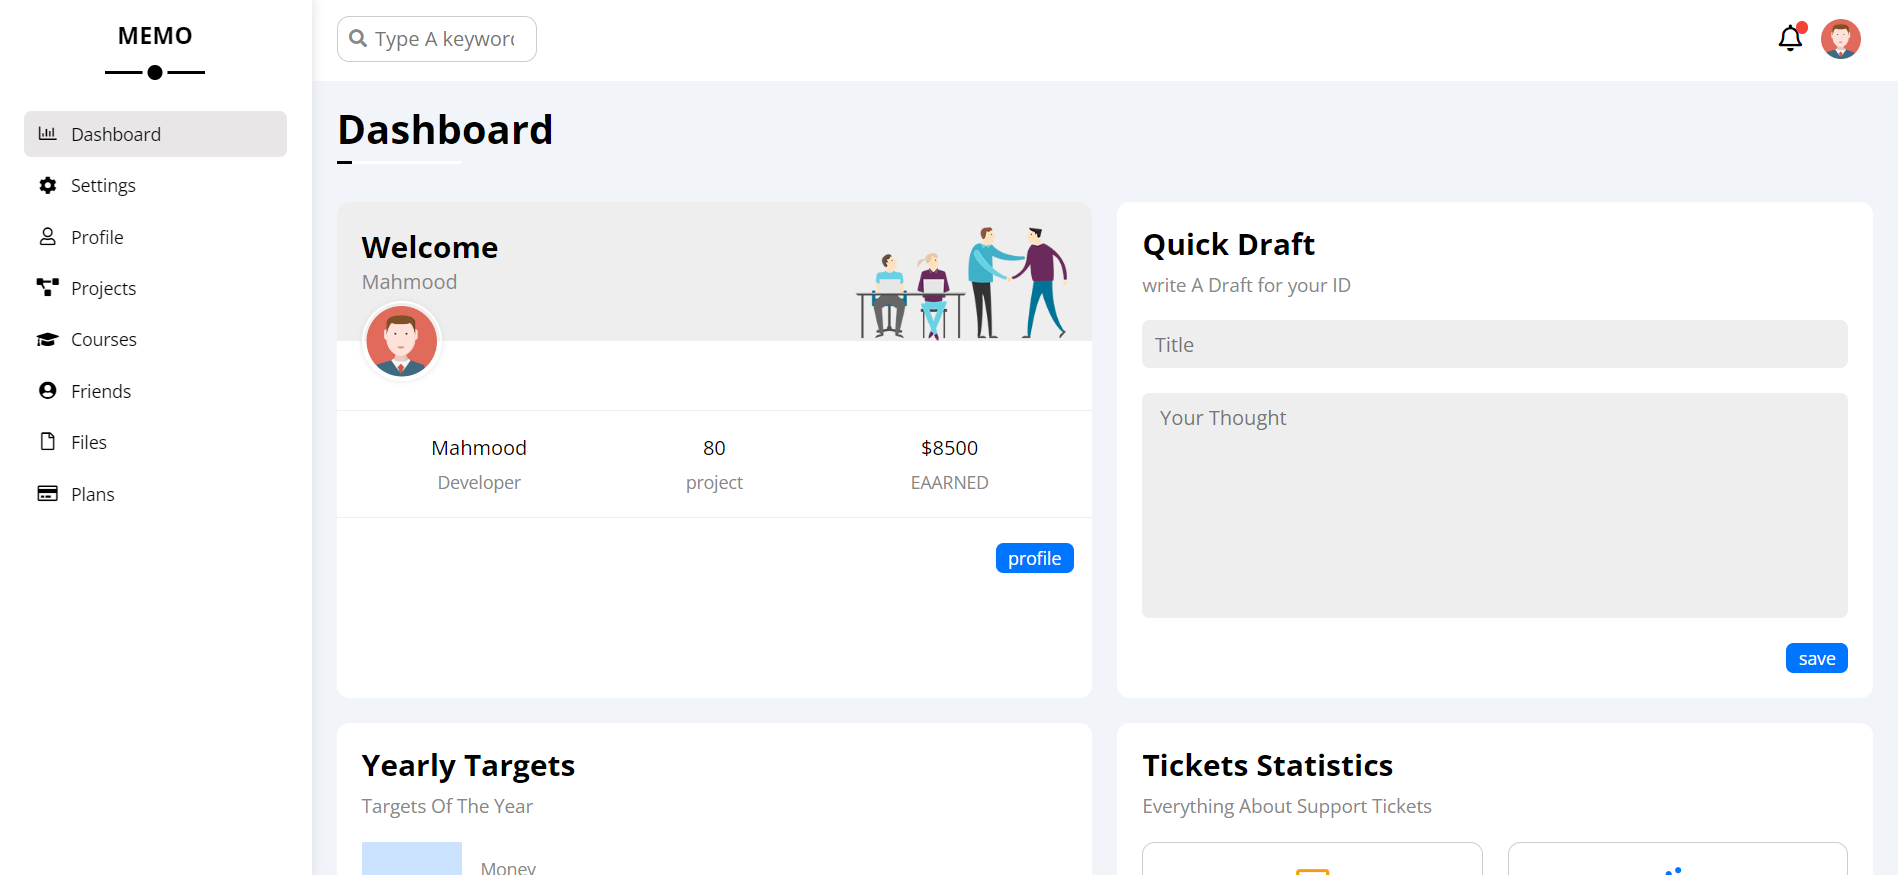 MEMO
Dashboard
Settings
Profile
Projects
Courses
Friends
Files
Plans
Type A keyword
Dashboard
Welcome
Mahmood
Mahmood
Developer
80
project
$8500
EAARNED
profile
Quick Draft
write A Draft for your ID
Title
Your Thought
save
Yearly Targets
Targets Of The Year
Money
Tickets Statistics
Everything About Support Tickets